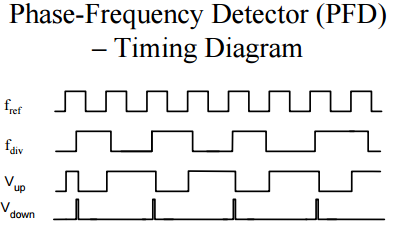 Phase-Frequency Detector (PFD)
– Timing Diagram
fref
fdiv
Vup
Vdown